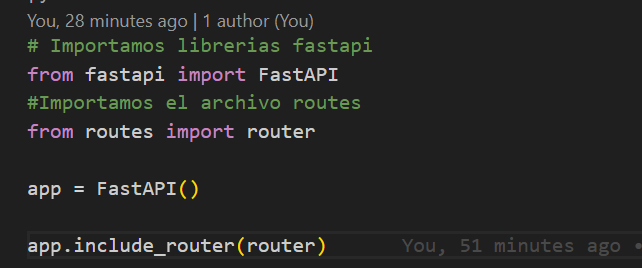 You, 28 minutes ago | 1 author (You)
# Importamos librerias fastapi
from fastapi import FastAPI
#Importamos el archivo routes
from routes import router
app = FastAPI()
app.include_router(router) You, 51 minutes ago •